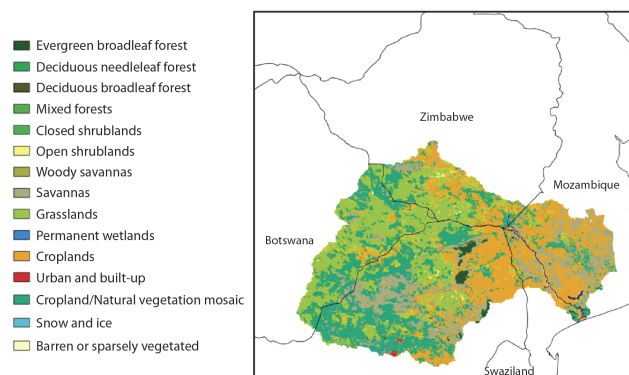 Evergreen broadleaf forest
Deciduous needleleaf forest
Deciduous broadleaf forest
Mixed forests
Closed shrublands
Open shrublands
Woody savannas
Savannas
Grasslands
Permanent wetlands
Croplands
Urban and built-up
Cropland/Natural vegetation mosaic
Snow and ice
Barren or sparsely vegetated
Zimbabwe
Mozambique
Botswana
Swaziland